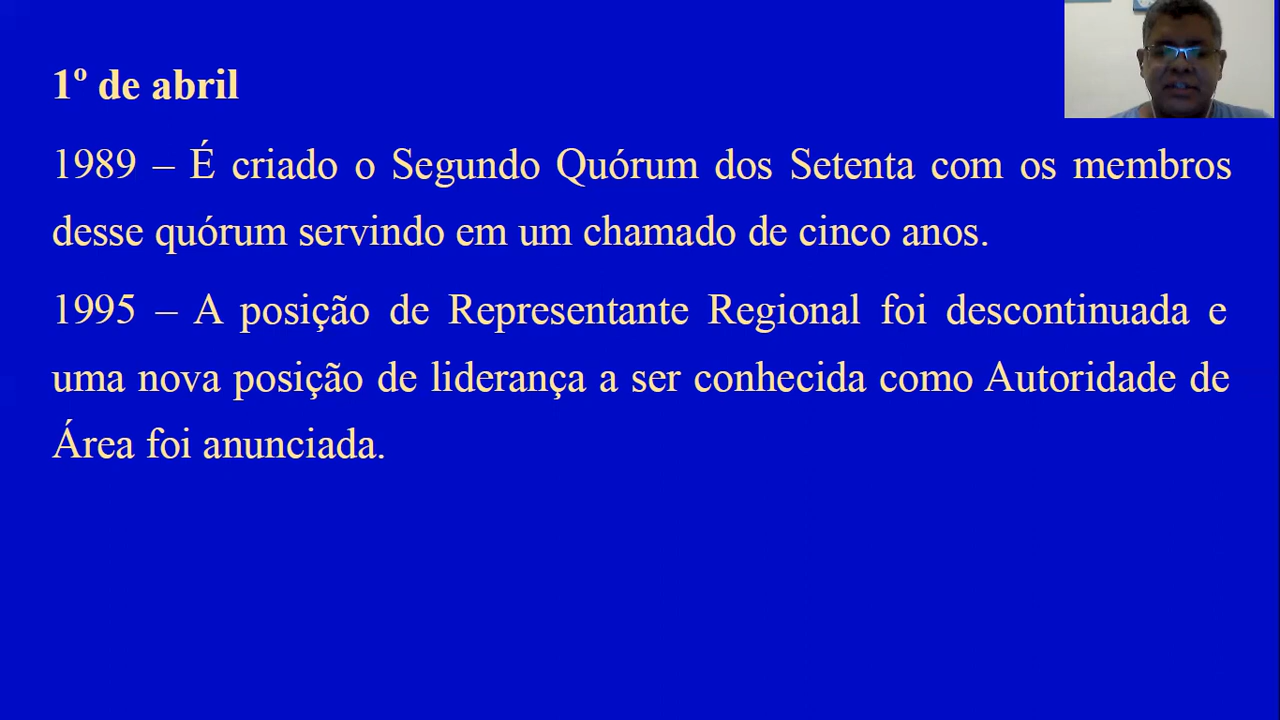 1º de abril
1989 – É criado o Segundo Quórum dos Setenta com os membros
desse quórum servindo em um chamado de cinco anos.
1995 – A posição de Representante Regional foi descontinuada e
uma nova posição de liderança a ser conhecida como Autoridade de
Área foi anunciada.